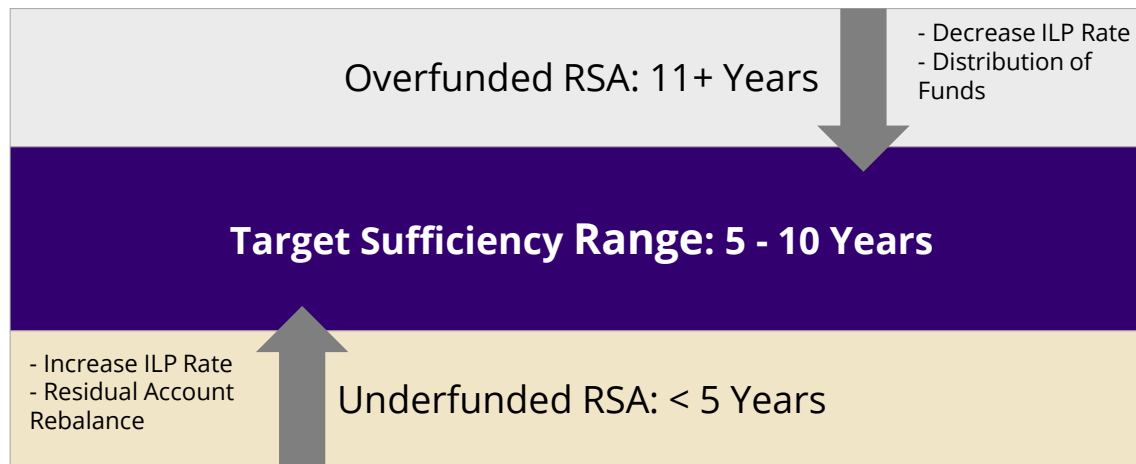 Overfunded RSA: 11+ Years
- Decrease ILP Rate
- Distribution of
Funds
Target Sufficiency Range: 5 - 10 Years
- Increase ILP Rate
- Residual Account
Rebalance
Underfunded RSA: < 5 Years